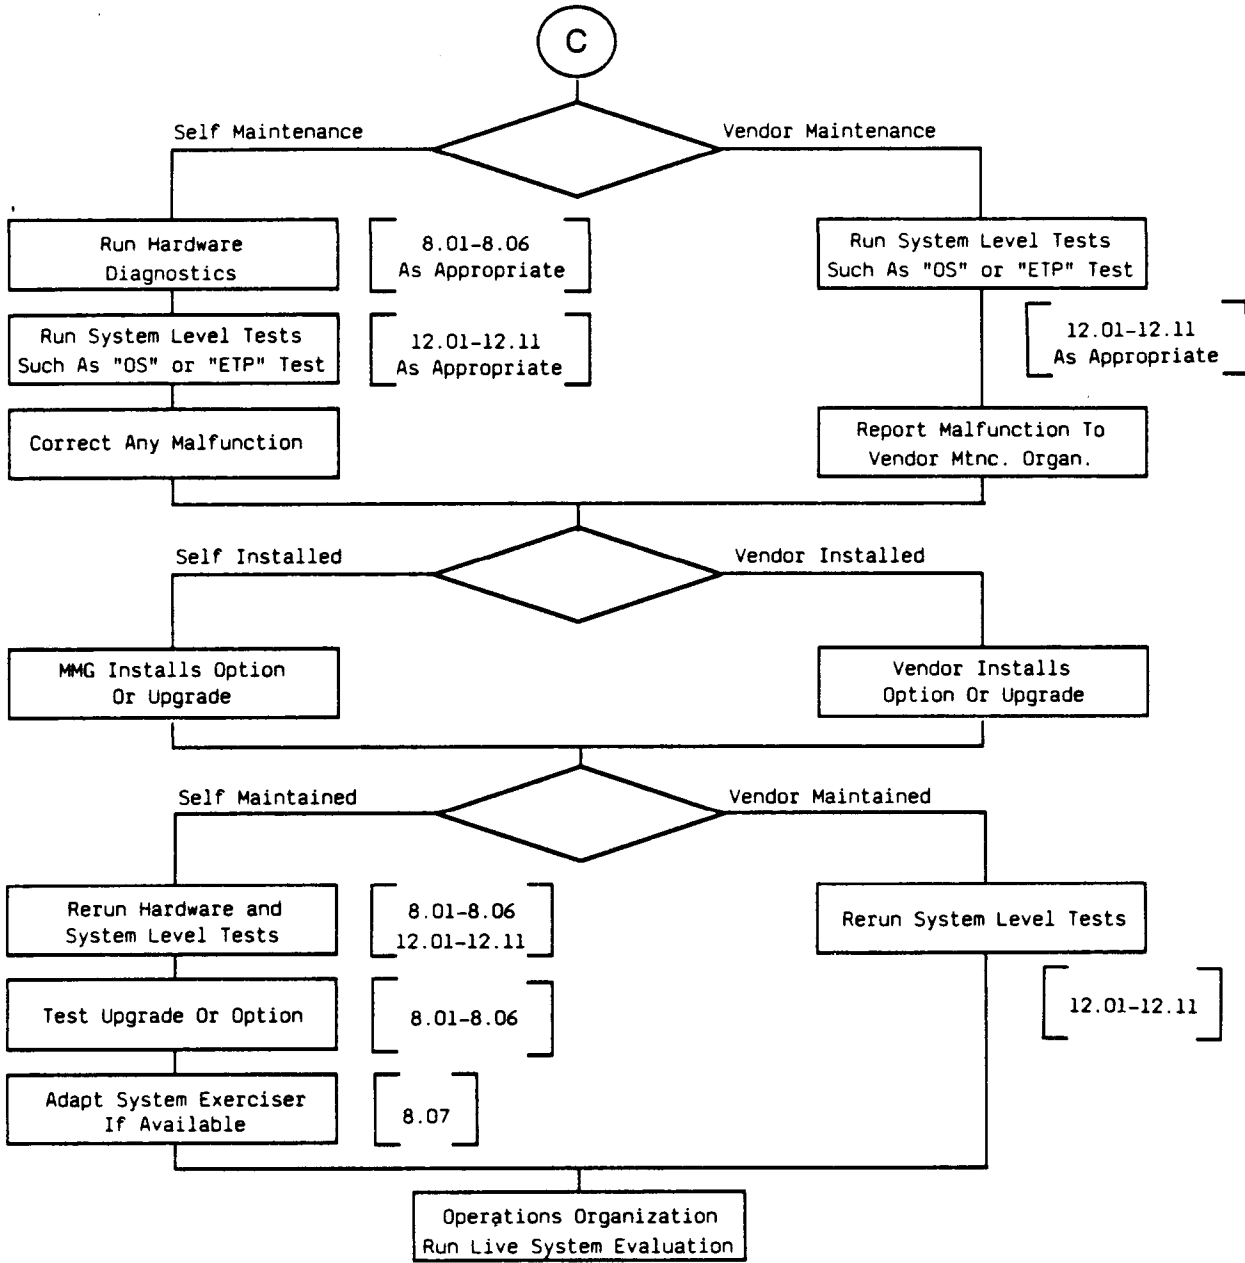 C
Self Maintenance
Vendor Maintenance
Run Hardware
Diagnostics
8.01-8.06
As Appropriate
Run System Level Tests
Such As "OS" or "ETP" Test
Run System Level Tests
Such As "OS" or "ETP" Test
12.01-12.11
As Appropriate
12.01-12.11
As Appropriate
Correct Any Malfunction
Report Malfunction To
Vendor Mtnc. Organ.
Self Installed
Vendor Installed
MMG Installs Option
Or Upgrade
Vendor Installs
Option Or Upgrade
Self Maintained
Vendor Maintained
Rerun Hardware and
System Level Tests
8.01-8.06
12.01-12.11
Rerun System Level Tests
Test Upgrade Or Option
8.01-8.06
12.01-12.11
Adapt System Exerciser
If Available
8.07
Operations Organization
Run Live System Evaluation